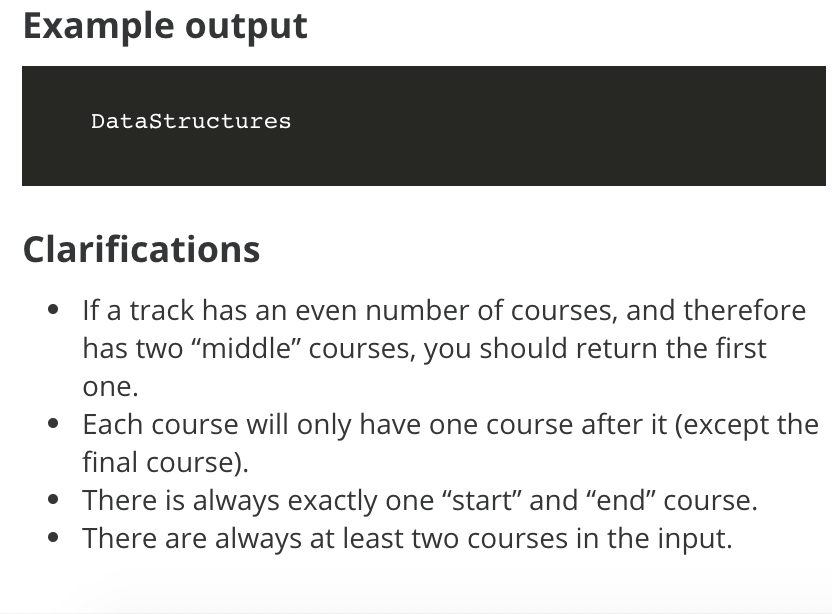 Example output
DataStructures
Clarifications
• If a track has an even number of courses, and therefore
has two “middle” courses, you should return the first
one.
• Each course will only have one course after it (except the
final course).
• There is always exactly one “start” and “end” course.
• There are always at least two courses in the input.